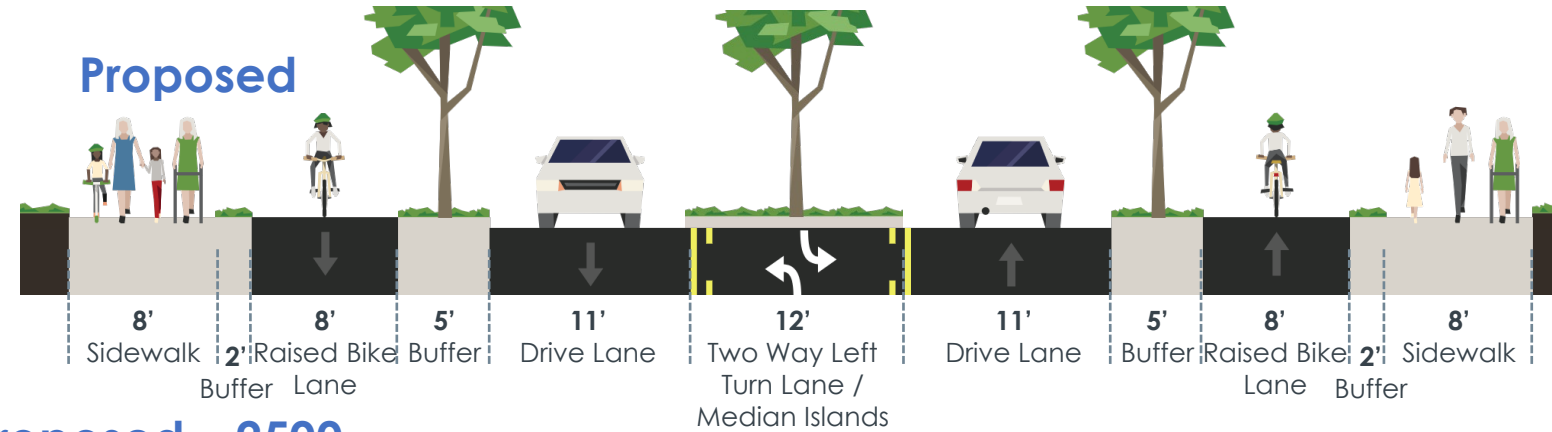 Proposed
8’
Sidewalk
2’
Buffer
8’
Raised Bike
Lane
5’
Buffer
11’
Drive Lane
12’
Two Way Left
Turn Lane /
Median Islands
11’
Drive Lane
5’
Buffer
8’
Raised Bike
Lane
2’
Buffer
8’
Sidewalk